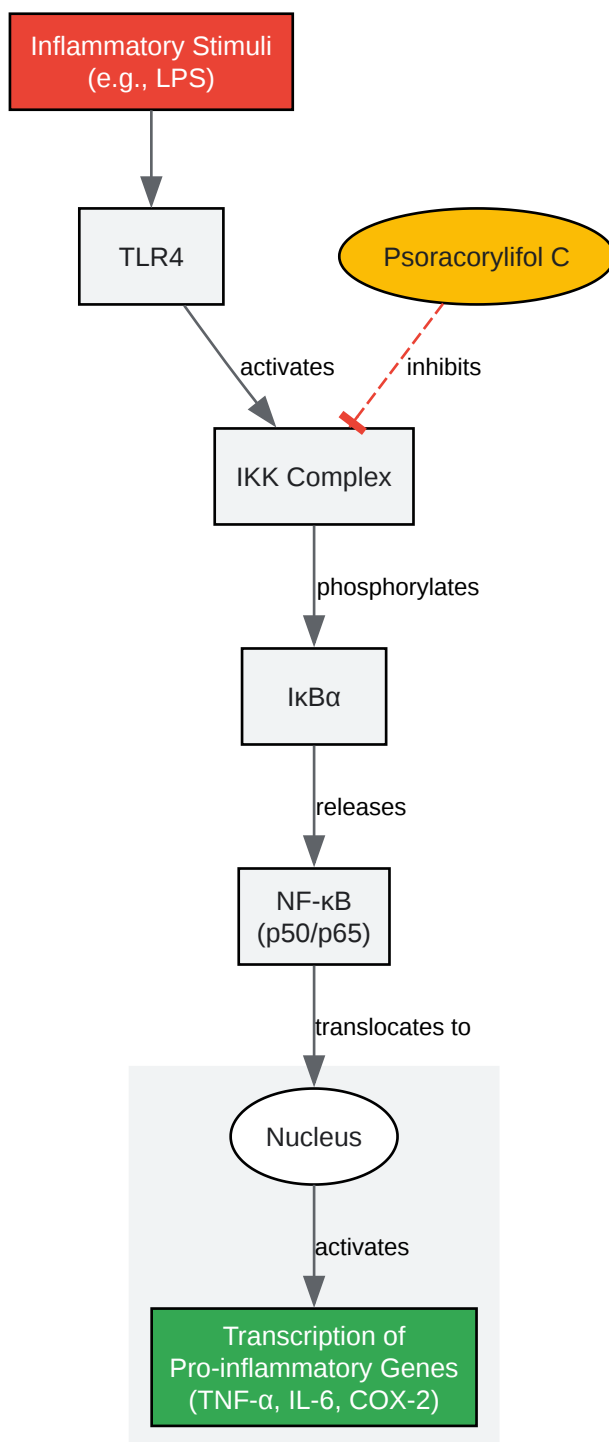 Inflammatory Stimuli
(e.g., LPS)
TLR4
Psoracorylifol C
activates
inhibits
IKK Complex
phosphorylates
IκBα
releases
NF-κB
(p50/p65)
translocates to
Nucleus
activates
Transcription of
Pro-inflammatory Genes
(TNF-α, IL-6, COX-2)